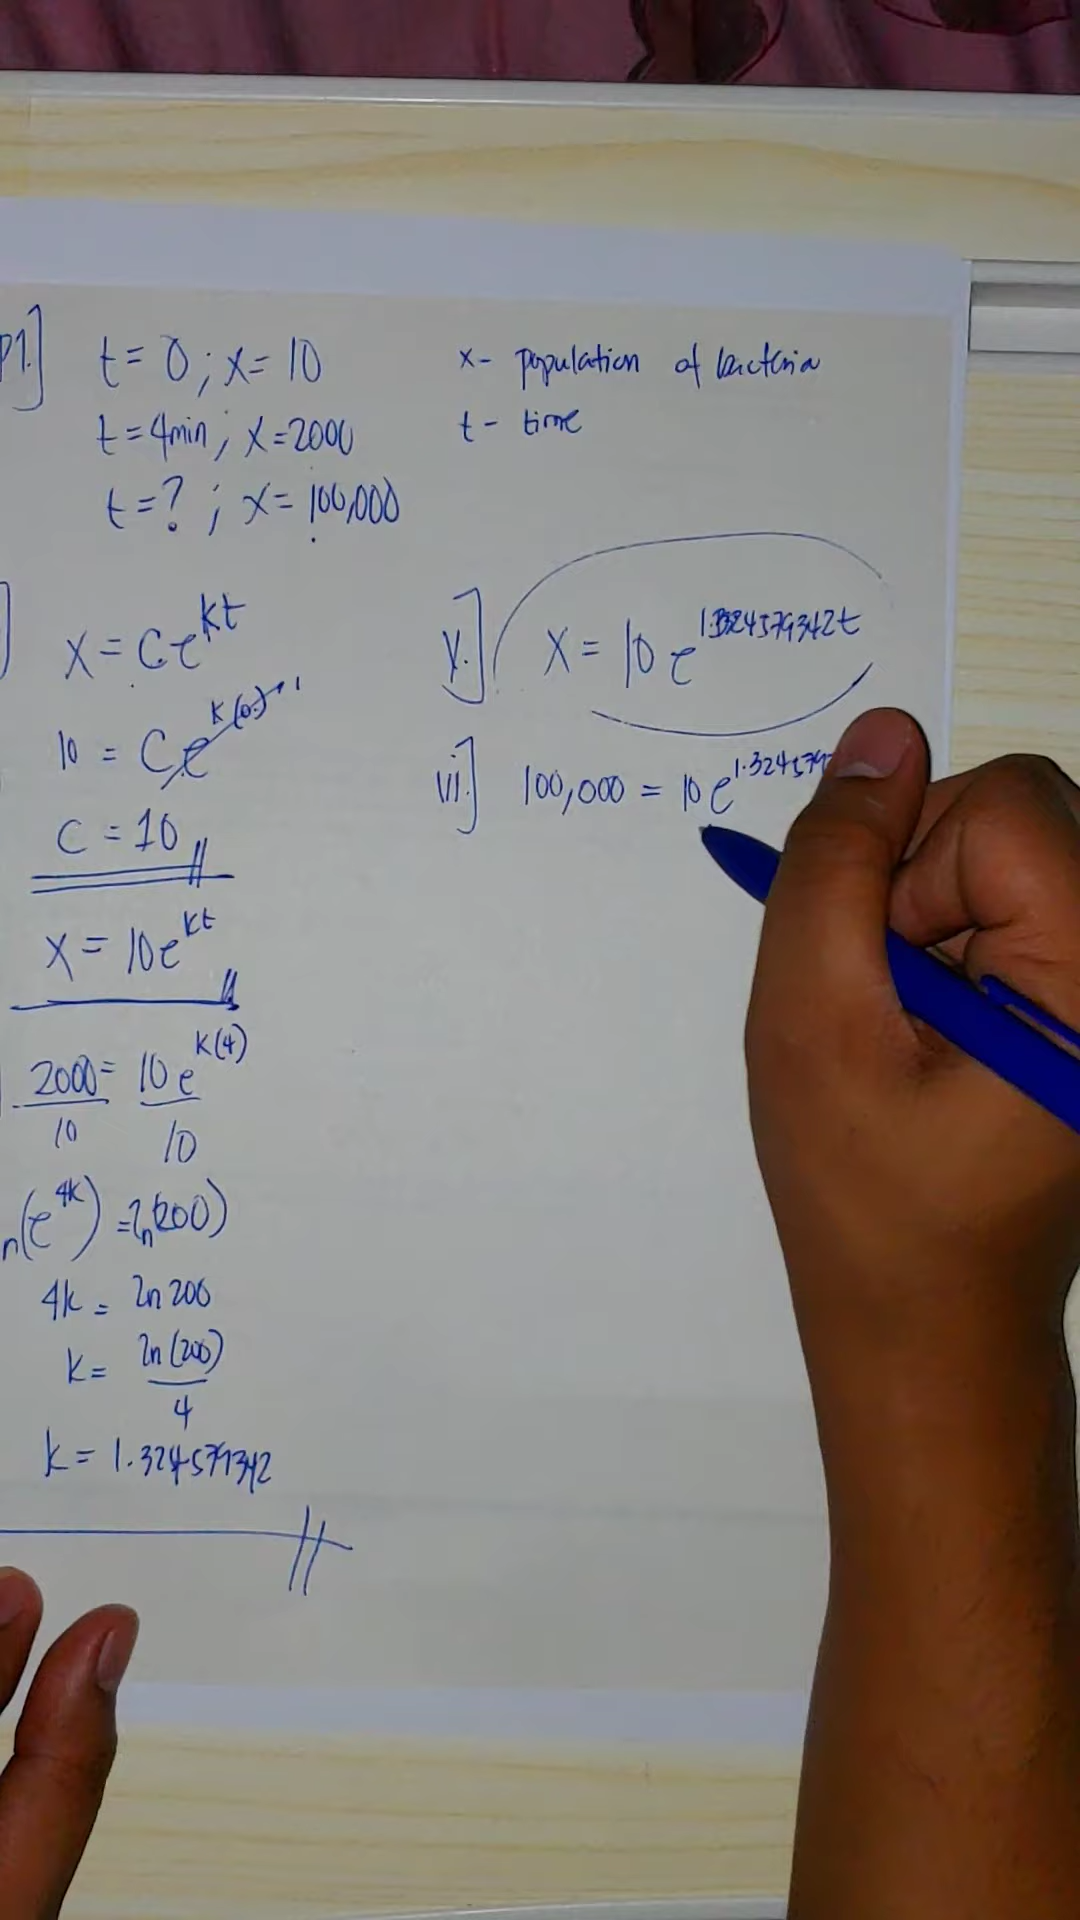 P1.]
t = 0 ; x = 10
t = 4min ; x = 2000
t = ? ; x = 100,000
x = Ce^kt
10 = Ce^k(0) 1
C = 10
x = 10e^kt
2000 = 10e^k(4)
10 10
(e^4k) = ln(200)
4k = ln 200
k = ln(200)
4
k = 1.324579342
x - population of bacteria
t - time
V.] x = 10e^1.324579342t
VI.] 100,000 = 10e^1.32457